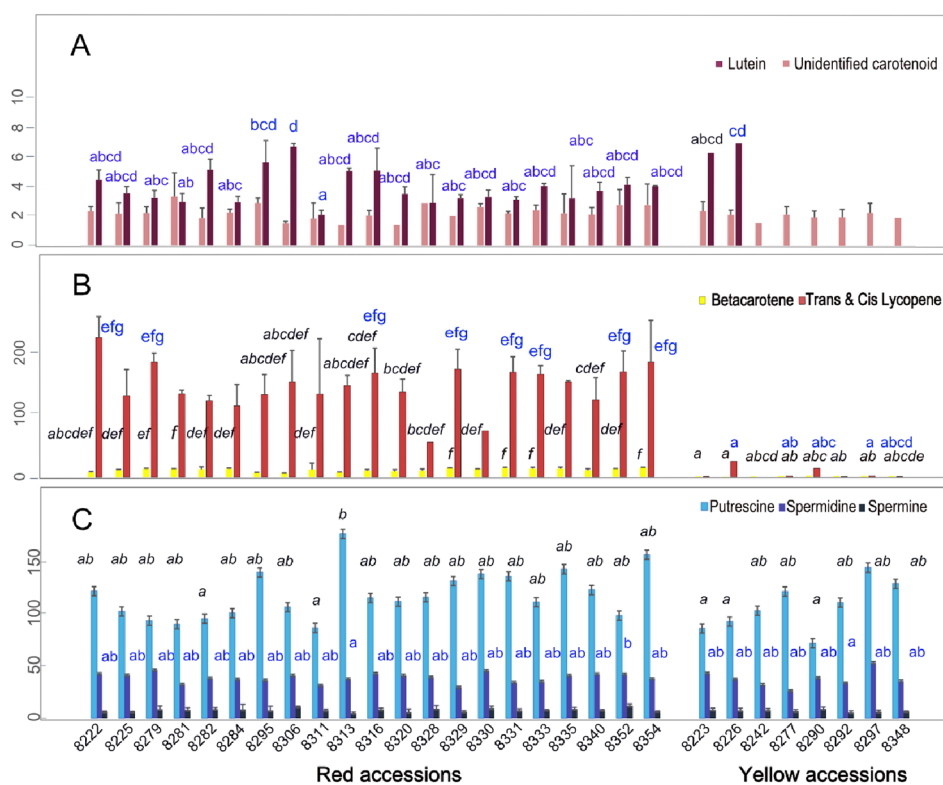 A
Lutein Unidentified carotenoid
10
8
6
4
2
0
abcd abcd abc ab abcd abc bcd d a abcd abcd abcd abc abc abcd abc abcd abc abcd abcd abcd abcd cd
B
Betacarotene Trans & Cis Lycopene
200
100
0
efg efg abcdef abcdef abcdef cdef efg bcdef efg efg efg cdef efg efg
abcdef def ef f def def def bcdef f def f f def def f
a a a abcd ab ab abc abc ab a ab abcd abcde
C
Putrescine Spermidine Spermine
150
100
50
0
ab ab ab ab a ab ab ab a b ab ab ab ab ab ab ab ab ab ab ab a a ab ab a ab ab ab
ab ab ab ab ab ab ab ab ab a ab ab ab ab ab ab ab ab ab b ab ab ab ab ab ab a ab ab
8222 8225 8279 8281 8282 8284 8295 8306 8311 8313 8316 8320 8328 8329 8330 8331 8333 8335 8340 8352 8354 8223 8226 8242 8277 8290 8292 8297 8348
Red accessions Yellow accessions